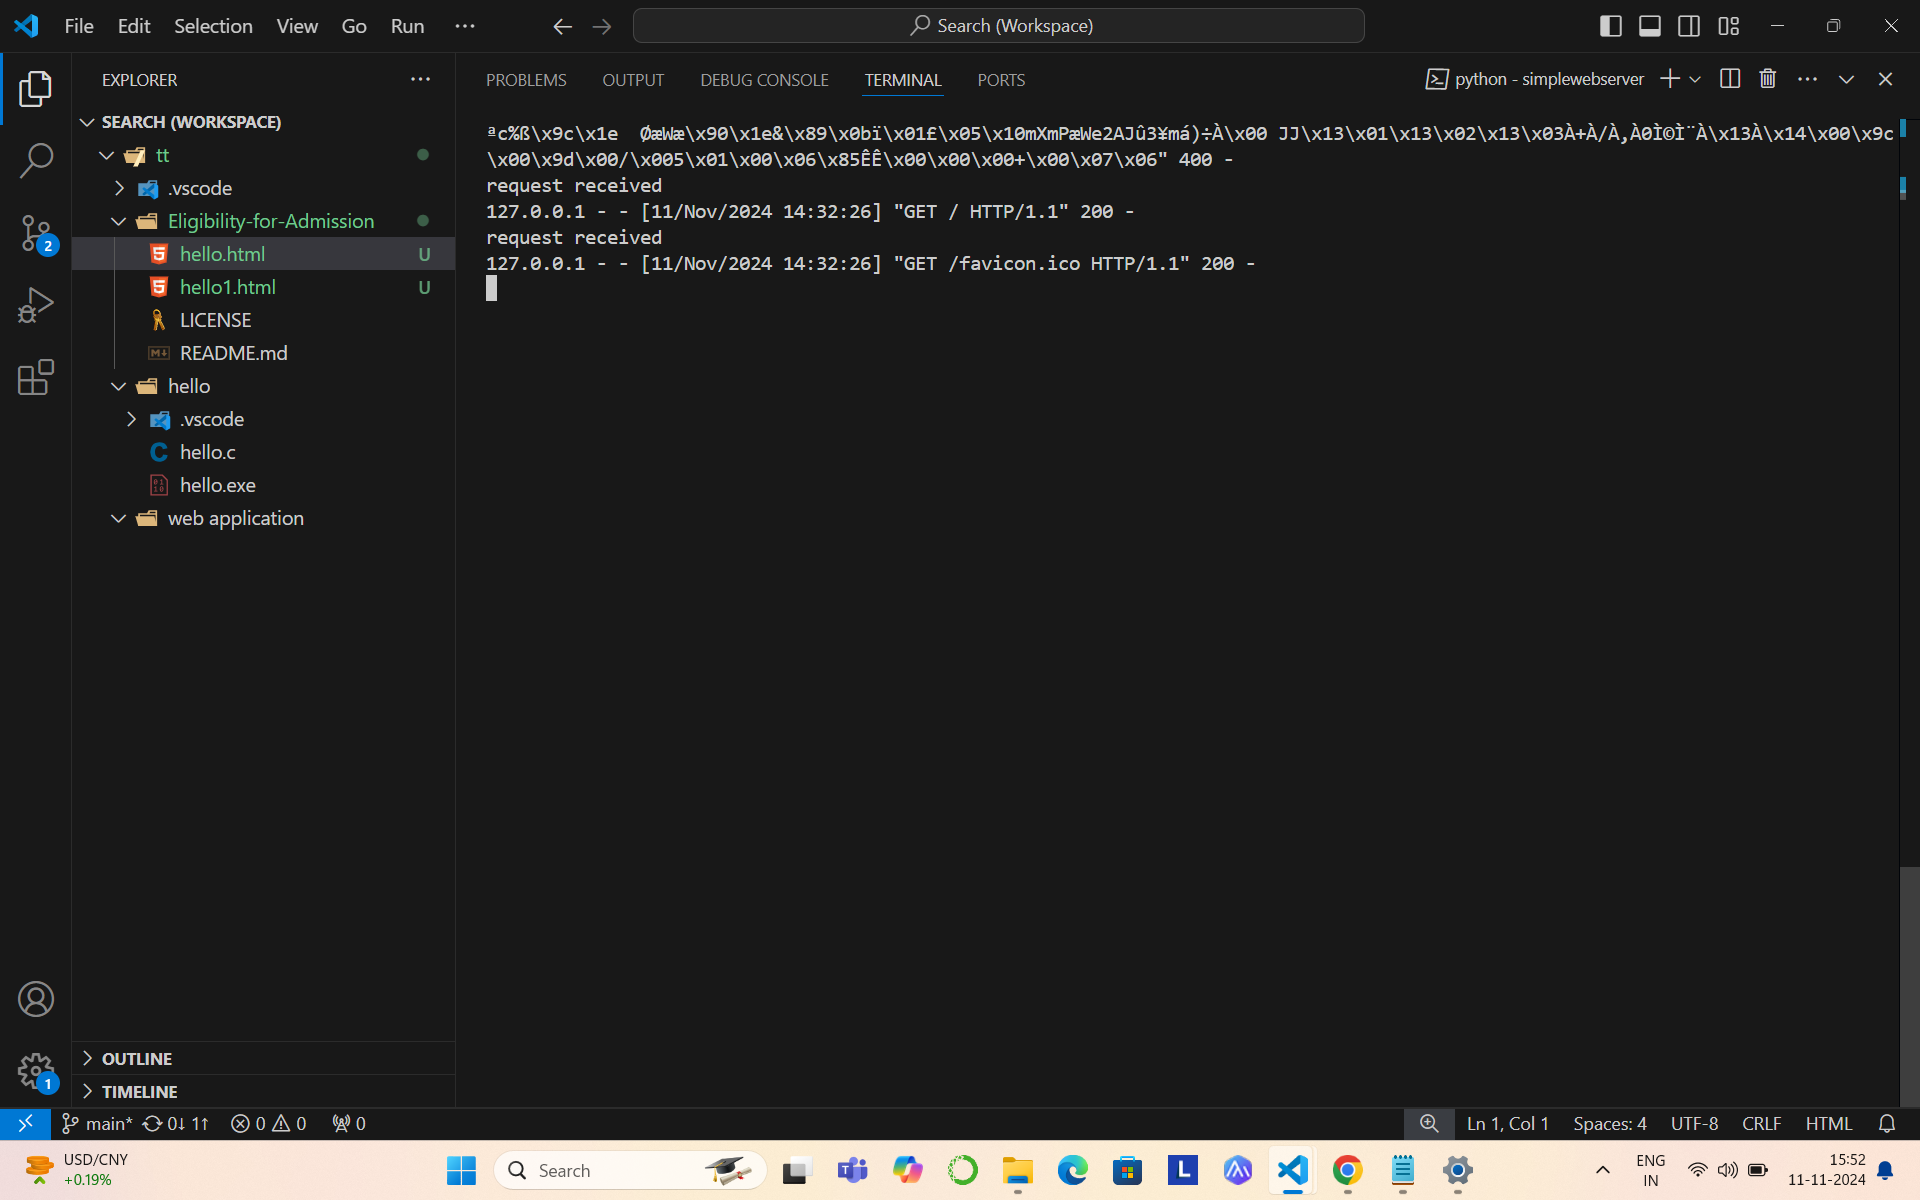 File Edit Selection View Go Run ···
Search (Workspace)
EXPLORER
SEARCH (WORKSPACE)
tt
.vscode
Eligibility-for-Admission
hello.html U
hello1.html U
LICENSE
README.md
hello
.vscode
hello.c
hello.exe
web application
OUTLINE
TIMELINE
PROBLEMS OUTPUT DEBUG CONSOLE TERMINAL PORTS
python - simplewebserver
ªc%ß\x9c\x1e ØæWæ\x90\x1e&\x89\x0bï\x01£\x05\x10mXmPæWe2AJû3¥má)÷À\x00 JJ\x13\x01\x13\x02\x13\x03À+À/À,À0Ì©Ì¨À\x13À\x14\x00\x9c
\x00\x9d\x00/\x005\x01\x00\x06\x85ÊÊ\x00\x00\x00+\x00\x07\x06" 400 -
request received
127.0.0.1 - - [11/Nov/2024 14:32:26] "GET / HTTP/1.1" 200 -
request received
127.0.0.1 - - [11/Nov/2024 14:32:26] "GET /favicon.ico HTTP/1.1" 200 -
2
1
main* 0↓ 1↑ 0 0 0
Ln 1, Col 1 Spaces: 4 UTF-8 CRLF HTML
USD/CNY
+0.19%
Search
ENG
IN
15:52
11-11-2024